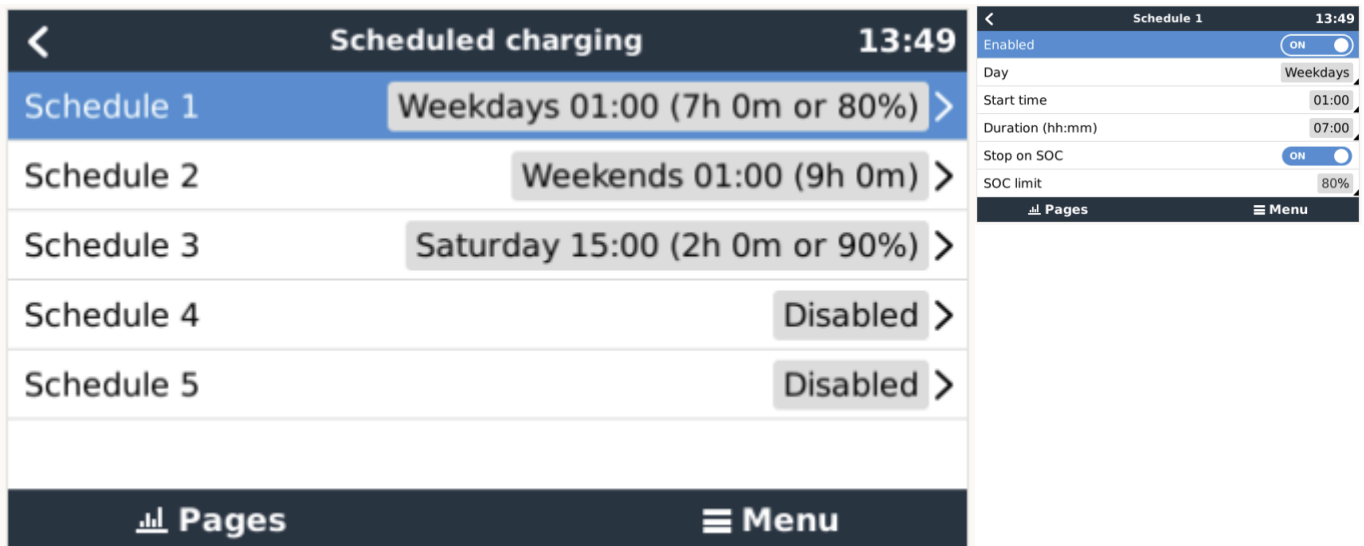 Scheduled charging 13:49
Schedule 1 Weekdays 01:00 (7h 0m or 80%)
Schedule 2 Weekends 01:00 (9h 0m)
Schedule 3 Saturday 15:00 (2h 0m or 90%)
Schedule 4 Disabled
Schedule 5 Disabled
Pages Menu
Schedule 1 13:49
Enabled ON
Day Weekdays
Start time 01:00
Duration (hh:mm) 07:00
Stop on SOC ON
SOC limit 80%
Pages Menu